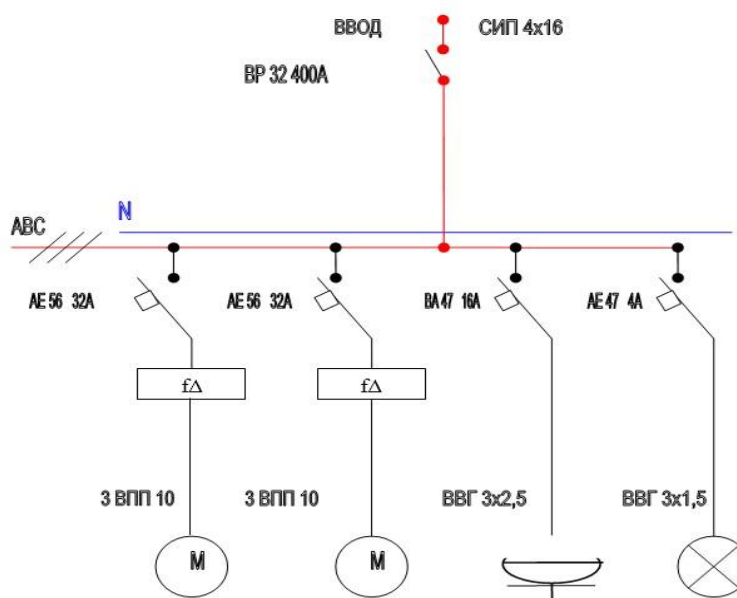 ВВОД СИП 4х16
ВР 32 400А
N
АВС
АЕ 56 32А АЕ 56 32А ВА 47 16А АЕ 47 4А
fΔ fΔ
3 ВПП 10 3 ВПП 10 ВВГ 3х2,5 ВВГ 3х1,5
М М